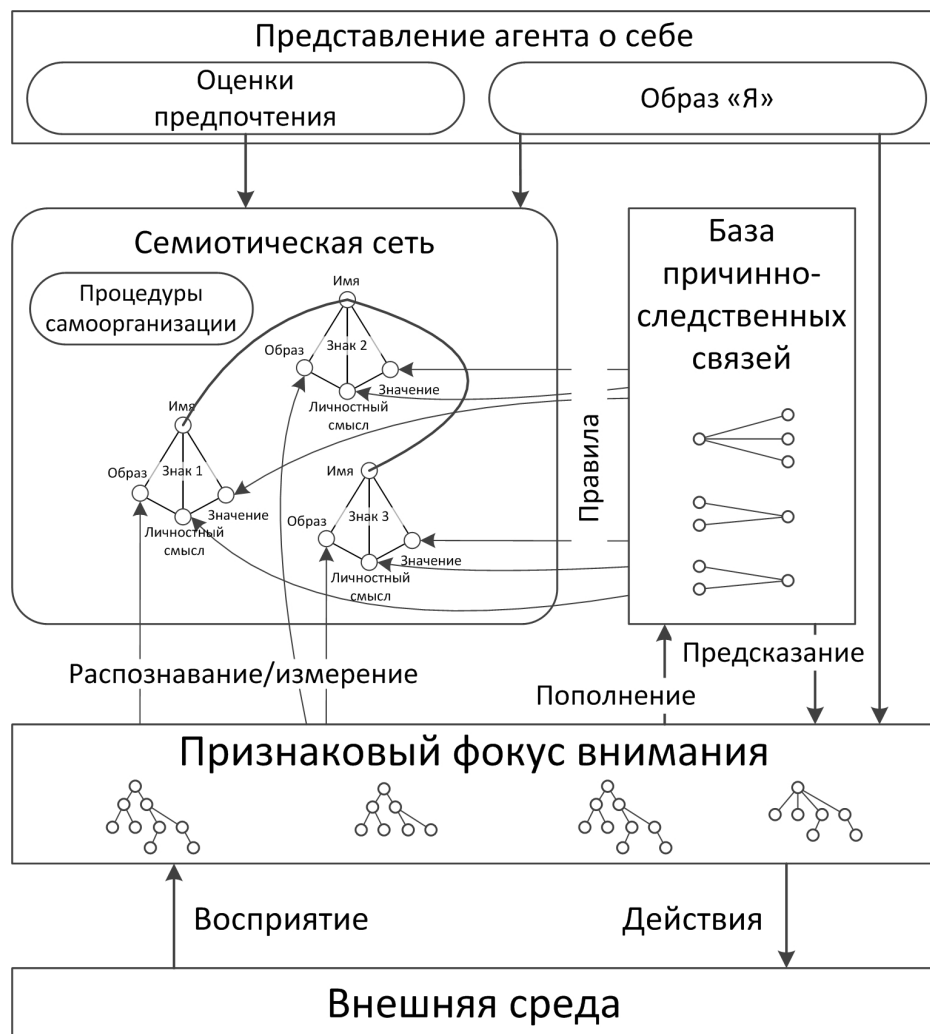 Представление агента о себе
Оценки
предпочтения
Образ «Я»
Семиотическая сеть
Процедуры
самоорганизации
Имя
Образ
Знак 2
Значение
Личностный
смысл
Имя
Образ
Знак 1
Значение
Личностный
смысл
Имя
Образ
Знак 3
Значение
Личностный
смысл
Правила
База
причинно-
следственных
связей
Распознавание/измерение
Пополнение
Предсказание
Признаковый фокус внимания
Восприятие
Действия
Внешняя среда